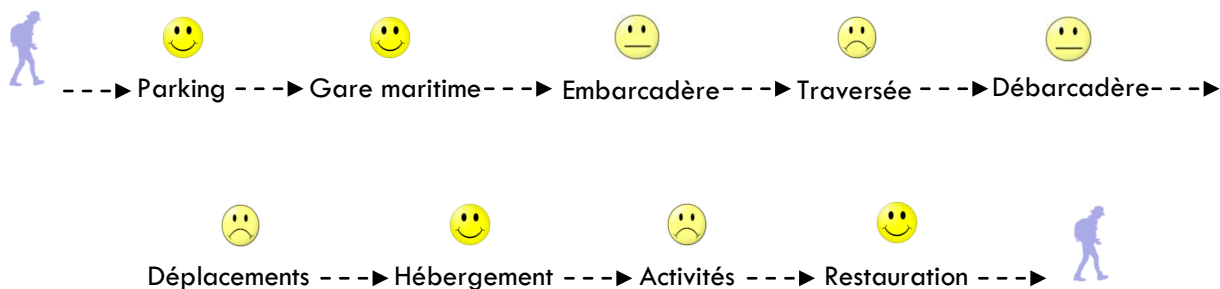 Parking Gare maritime Embarcadère Traversée Débarcadère
Déplacements Hébergement Activités Restauration